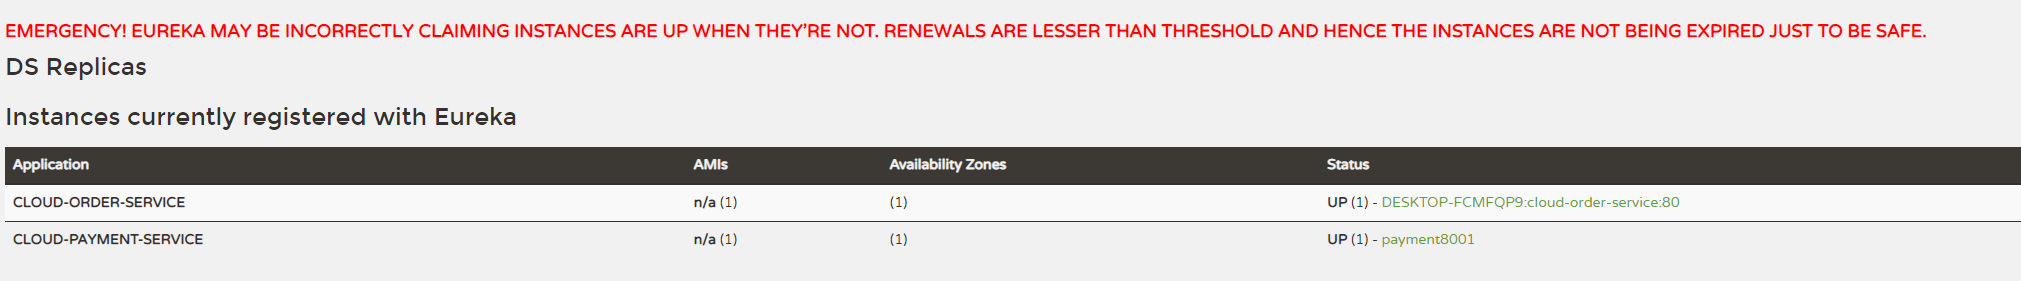 EMERGENCY! EUREKA MAY BE INCORRECTLY CLAIMING INSTANCES ARE UP WHEN THEY'RE NOT. RENEWALS ARE LESSER THAN THRESHOLD AND HENCE THE INSTANCES ARE NOT BEING EXPIRED JUST TO BE SAFE.
DS Replicas
Instances currently registered with Eureka
Application AMIs Availability Zones Status
CLOUD-ORDER-SERVICE n/a (1) (1) UP (1) - DESKTOP-FCMFQP9:cloud-order-service:80
CLOUD-PAYMENT-SERVICE n/a (1) (1) UP (1) - payment8001